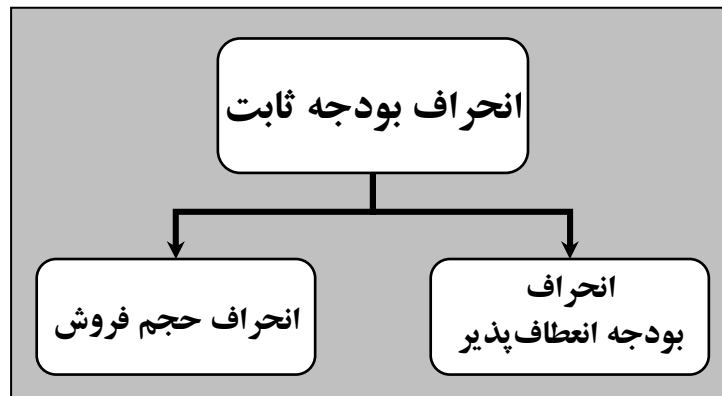 انحراف بودجه ثابت
انحراف
بودجه انعطاف‌پذیر
انحراف حجم فروش